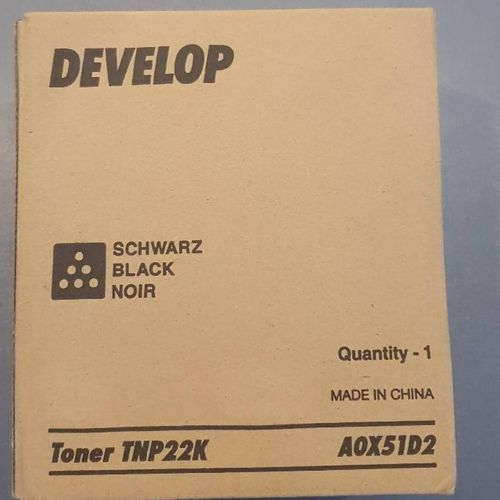 DEVELOP
SCHWARZ
BLACK
NOIR
Quantity - 1
MADE IN CHINA
Toner TNP22K A0X51D2